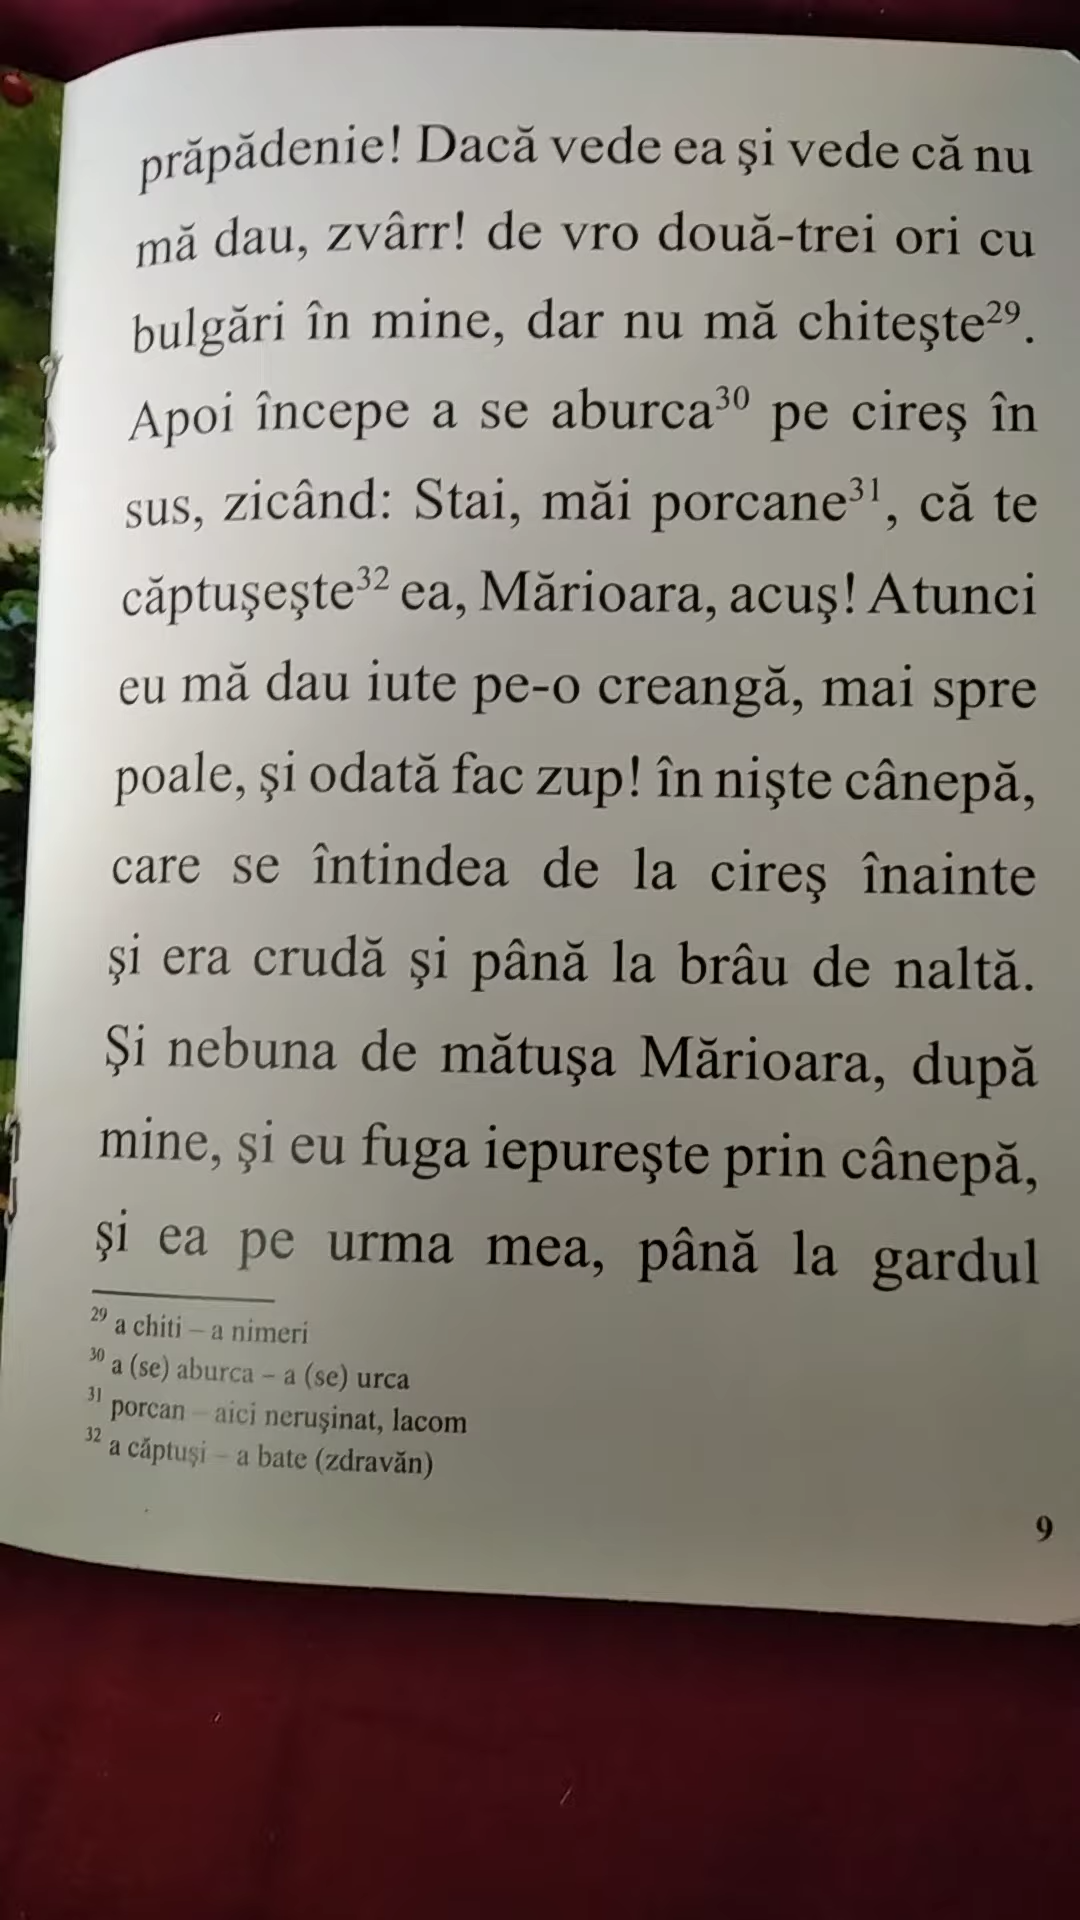 prăpădenie! Dacă vede ea şi vede că nu
mă dau, zvârr! de vro două-trei ori cu
bulgări în mine, dar nu mă chiteşte²⁹.
Apoi începe a se aburca³⁰ pe cireş în
sus, zicând: Stai, măi porcane³¹, că te
căptuşeşte³² ea, Mărioara, acuş! Atunci
eu mă dau iute pe-o creangă, mai spre
poale, şi odată fac zup! în nişte cânepă,
care se întindea de la cireş înainte
şi era crudă şi până la brâu de naltă.
Şi nebuna de mătuşa Mărioara, după
mine, şi eu fuga iepureşte prin cânepă,
şi ea pe urma mea, până la gardul
²⁹ a chiti – a nimeri
³⁰ a (se) aburca – a (se) urca
³¹ porcan – aici neruşinat, lacom
³² a căptuşi – a bate (zdravăn)
9